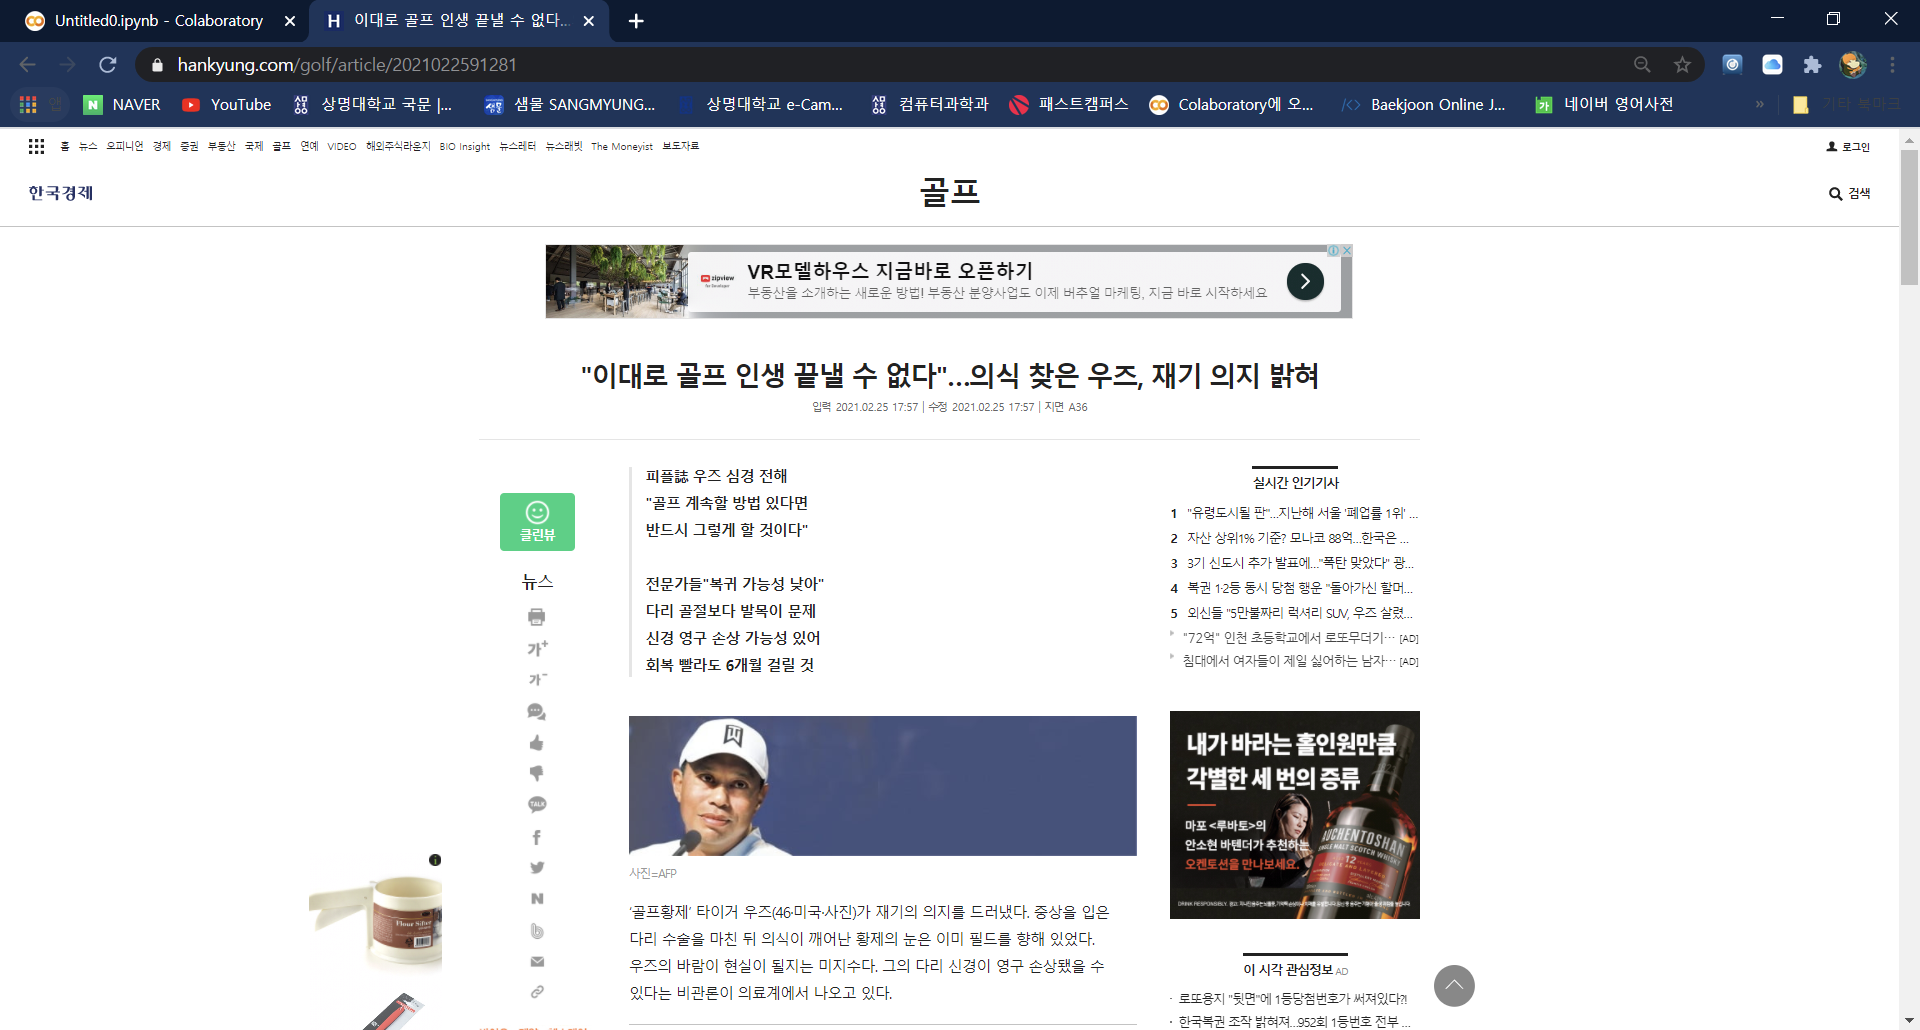 Untitled0.ipynb - Colaboratory
이대로 골프 인생 끝낼 수 없다...
hankyung.com/golf/article/2021022591281
앱
NAVER
YouTube
상명대학교 국문 |...
샘물 SANGMYUNG...
상명대학교 e-Cam...
컴퓨터과학과
패스트캠퍼스
Colaboratory에 오...
Baekjoon Online J...
네이버 영어사전
»
기타 북마크
홈 뉴스 오피니언 경제 증권 부동산 국제 골프 연예 VIDEO 해외주식라운지 BIO Insight 뉴스레터 뉴스래빗 The Moneyist 보도자료
로그인
한국경제
골프
검색
zipview
for Developer
VR모델하우스 지금바로 오픈하기
부동산을 소개하는 새로운 방법! 부동산 분양사업도 이제 버추얼 마케팅, 지금 바로 시작하세요
"이대로 골프 인생 끝낼 수 없다"…의식 찾은 우즈, 재기 의지 밝혀
입력 2021.02.25 17:57 | 수정 2021.02.25 17:57 | 지면 A36
클린뷰
뉴스
가+
가-
TALK
피플誌 우즈 심경 전해
"골프 계속할 방법 있다면
반드시 그렇게 할 것이다"
전문가들"복귀 가능성 낮아"
다리 골절보다 발목이 문제
신경 영구 손상 가능성 있어
회복 빨라도 6개월 걸릴 것
사진=AFP
'골프황제' 타이거 우즈(46·미국·사진)가 재기의 의지를 드러냈다. 중상을 입은
다리 수술을 마친 뒤 의식이 깨어난 황제의 눈은 이미 필드를 향해 있었다.
우즈의 바람이 현실이 될지는 미지수다. 그의 다리 신경이 영구 손상됐을 수
있다는 비관론이 의료계에서 나오고 있다.
실시간 인기기사
1 "유령도시될 판"…지난해 서울 '폐업률 1위' ...
2 자산 상위1% 기준? 모나코 88억…한국은 ...
3 3기 신도시 추가 발표에…"폭탄 맞았다" 광...
4 복권 1·2등 동시 당첨 행운 "돌아가신 할머...
5 외신들 "5만불짜리 럭셔리 SUV, 우즈 살렸...
"72억" 인천 초등학교에서 로또무더기… [AD]
침대에서 여자들이 제일 싫어하는 남자… [AD]
내가 바라는 홀인원만큼
각별한 세 번의 증류
마포 <루바토>의
안소현 바텐더가 추천하는
오켄토션을 만나보세요.
AUCHENTOSHAN
SINGLE MALT SCOTCH WHISKY
12
DRINK RESPONSIBLY.
이 시각 관심정보 AD
· 로또용지 "뒷면"에 1등당첨번호가 써져있다?!
· 한국복권 조작 밝혀져...952회 1등번호 전부 ...
Flour Sifter